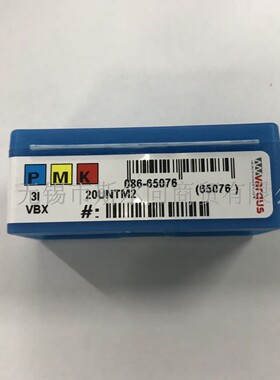 P M K
086-65076
(65076)
3I
20UNTM2
VBX
#:
vargus